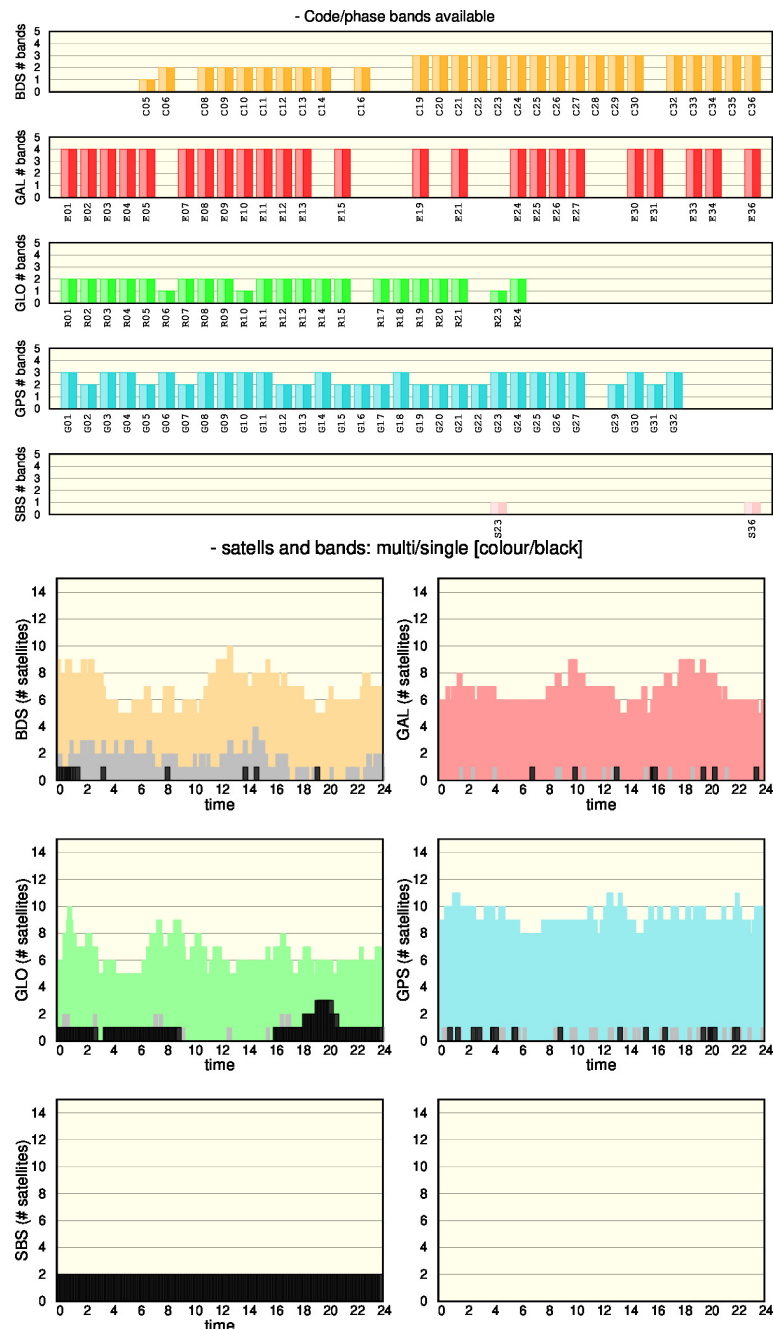 - Code/phase bands available
BDS # bands
5
4
3
2
1
0
C05 C06 C08 C09 C10 C11 C12 C13 C14 C16 C19 C20 C21 C22 C23 C24 C25 C26 C27 C28 C29 C30 C32 C33 C34 C35 C36
GAL # bands
5
4
3
2
1
0
E01 E02 E03 E04 E05 E07 E08 E09 E10 E11 E12 E13 E15 E19 E21 E24 E25 E26 E27 E30 E31 E33 E34 E36
GLO # bands
5
4
3
2
1
0
R01 R02 R03 R04 R05 R06 R07 R08 R09 R10 R11 R12 R13 R14 R15 R17 R18 R19 R20 R21 R23 R24
GPS # bands
5
4
3
2
1
0
G01 G02 G03 G04 G05 G06 G07 G08 G09 G10 G11 G12 G13 G14 G15 G16 G17 G18 G19 G20 G21 G22 G23 G24 G25 G26 G27 G29 G30 G31 G32
SBS # bands
5
4
3
2
1
0
S23 S36
- satells and bands: multi/single [colour/black]
BDS (# satellites)
14
12
10
8
6
4
2
0
0 2 4 6 8 10 12 14 16 18 20 22 24
time
GAL (# satellites)
14
12
10
8
6
4
2
0
0 2 4 6 8 10 12 14 16 18 20 22 24
time
GLO (# satellites)
14
12
10
8
6
4
2
0
0 2 4 6 8 10 12 14 16 18 20 22 24
time
GPS (# satellites)
14
12
10
8
6
4
2
0
0 2 4 6 8 10 12 14 16 18 20 22 24
time
SBS (# satellites)
14
12
10
8
6
4
2
0
0 2 4 6 8 10 12 14 16 18 20 22 24
time
14
12
10
8
6
4
2
0
0 2 4 6 8 10 12 14 16 18 20 22 24